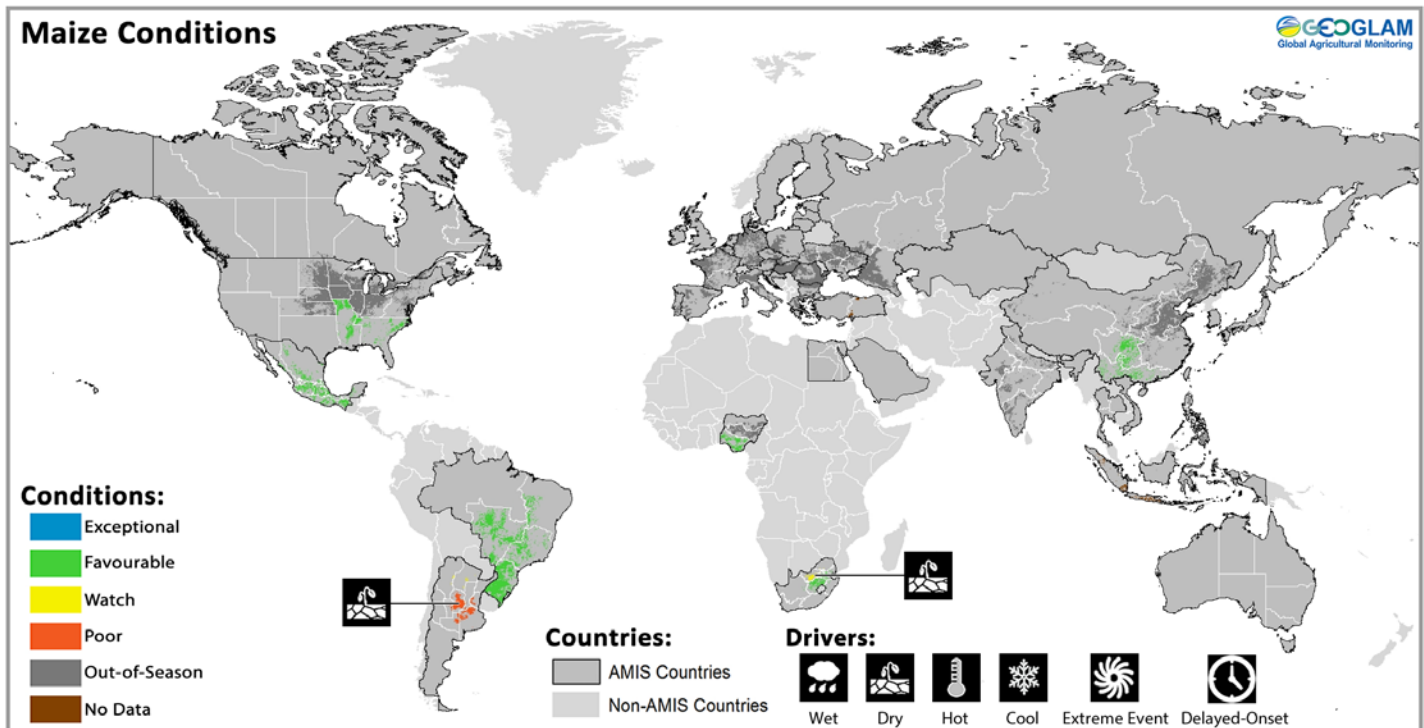 Maize Conditions
GEOGLAM
Global Agricultural Monitoring
Conditions:
Exceptional
Favourable
Watch
Poor
Out-of-Season
No Data
Countries:
AMIS Countries
Non-AMIS Countries
Drivers:
Wet
Dry
Hot
Cool
Extreme Event
Delayed-Onset